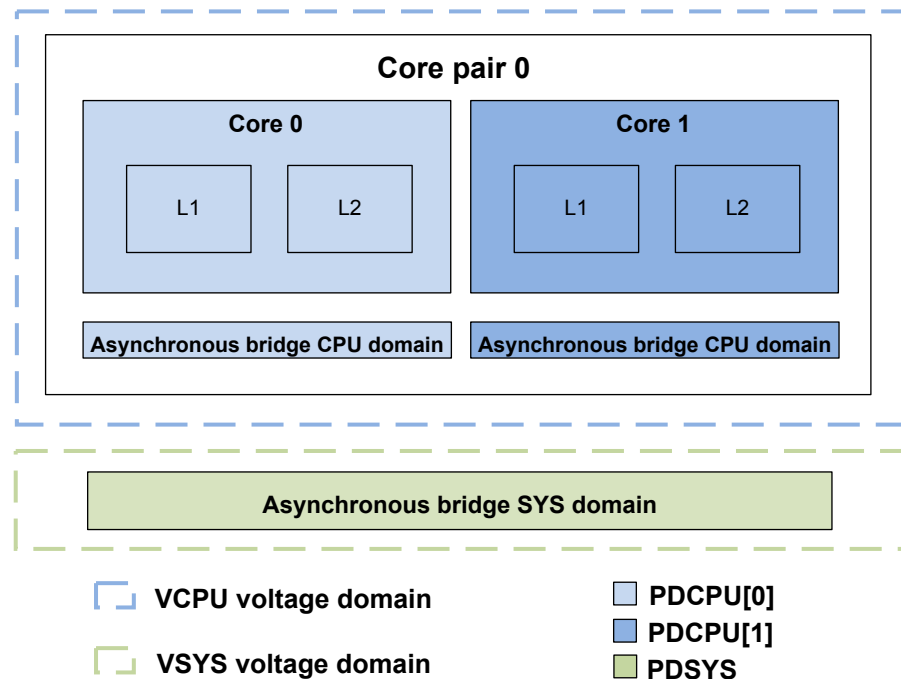 Core pair 0
Core 0
Core 1
L1
L2
L1
L2
Asynchronous bridge CPU domain
Asynchronous bridge CPU domain
Asynchronous bridge SYS domain
VCPU voltage domain
VSYS voltage domain
PDCPU[0]
PDCPU[1]
PDSYS